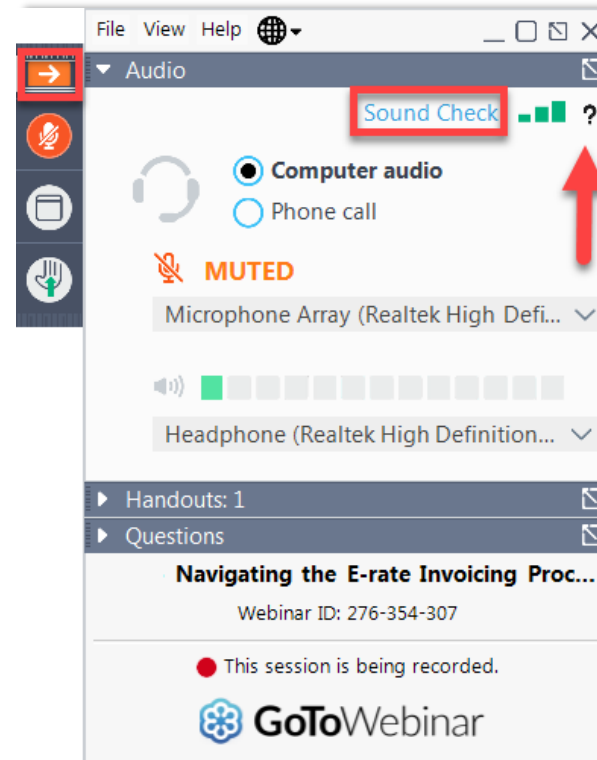 File View Help
Audio
Sound Check ?
Computer audio
Phone call
MUTED
Microphone Array (Realtek High Defi...
Headphone (Realtek High Definition...
Handouts: 1
Questions
Navigating the E-rate Invoicing Proc...
Webinar ID: 276-354-307
This session is being recorded.
GoToWebinar